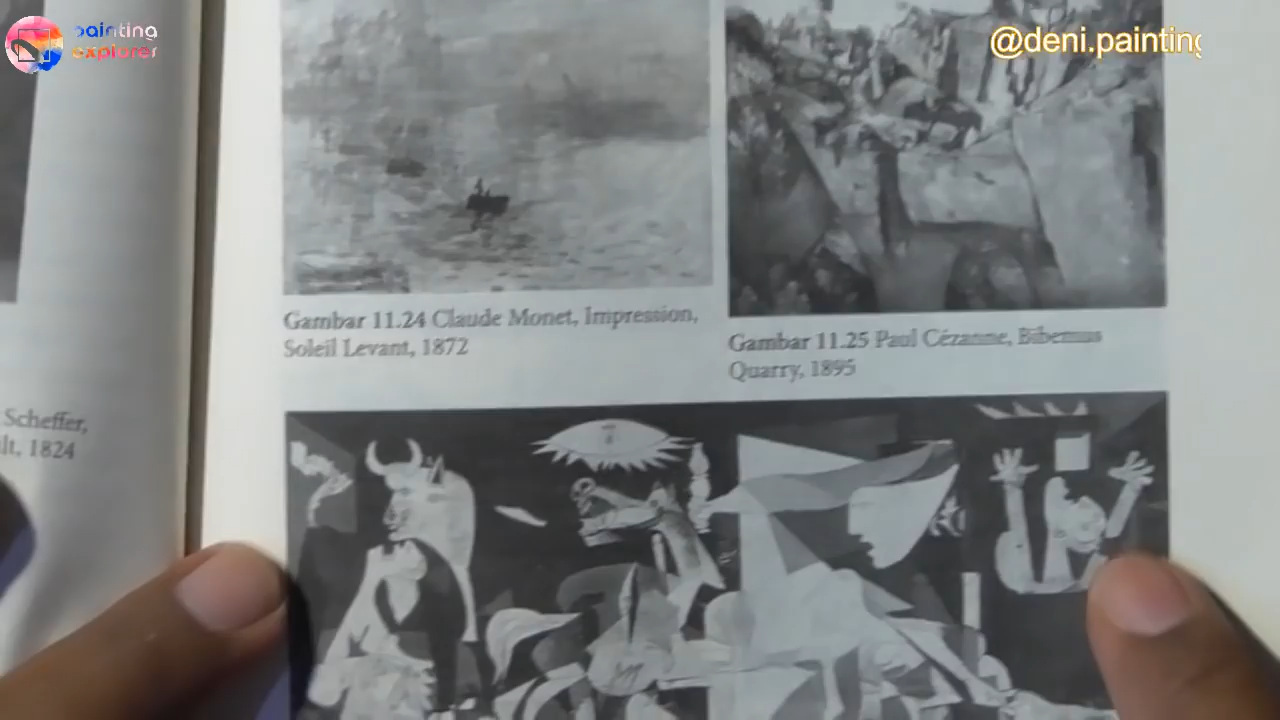 painting
explorer
@deni.painting
Gambar 11.24 Claude Monet, Impression,
Soleil Levant, 1872
Gambar 11.25 Paul Cézanne, Bibemus
Quarry, 1895
Scheffer,
lt, 1824